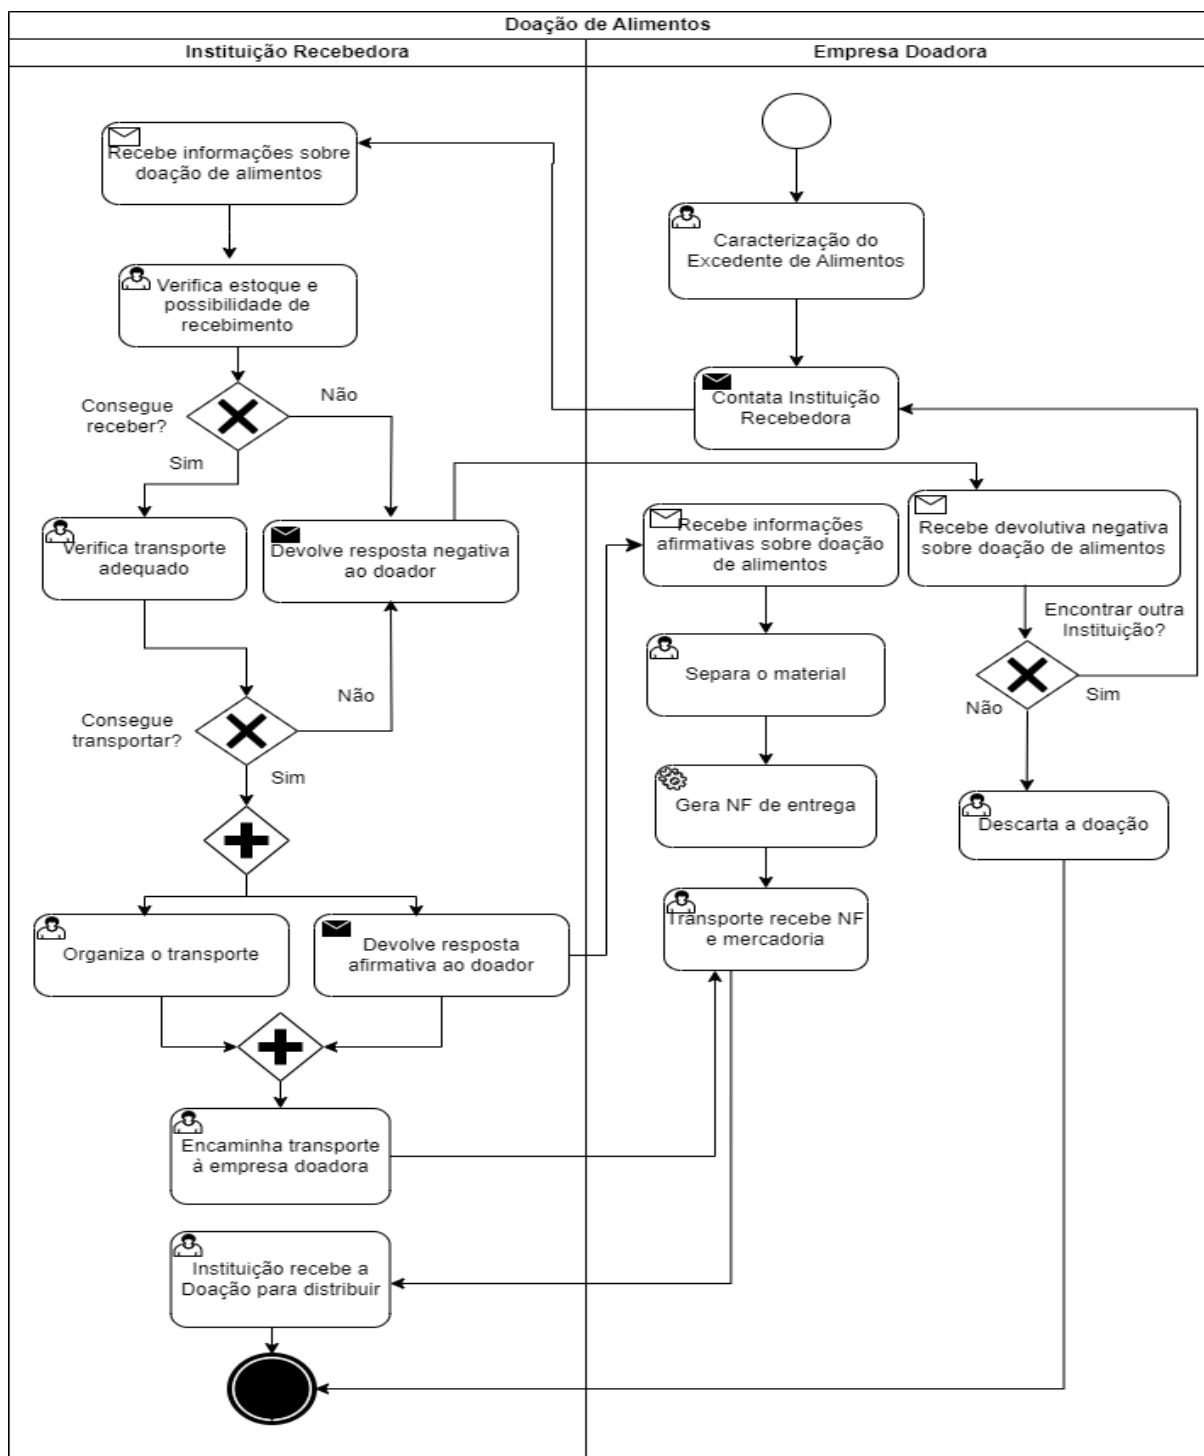 Doação de Alimentos
Instituição Recebedora
Empresa Doadora
Recebe informações sobre
doação de alimentos
Caracterização do
Excedente de Alimentos
Verifica estoque e
possibilidade de
recebimento
Contata Instituição
Recebedora
Consegue
receber?
Não
Sim
Verifica transporte
adequado
Devolve resposta negativa
ao doador
Recebe informações
afirmativas sobre doação
de alimentos
Recebe devolutiva negativa
sobre doação de alimentos
Encontrar outra
Instituição?
Não
Sim
Separa o material
Consegue
transportar?
Não
Sim
Gera NF de entrega
Descarta a doação
Organiza o transporte
Devolve resposta
afirmativa ao doador
Transporte recebe NF
e mercadoria
Encaminha transporte
à empresa doadora
Instituição recebe a
Doação para distribuir